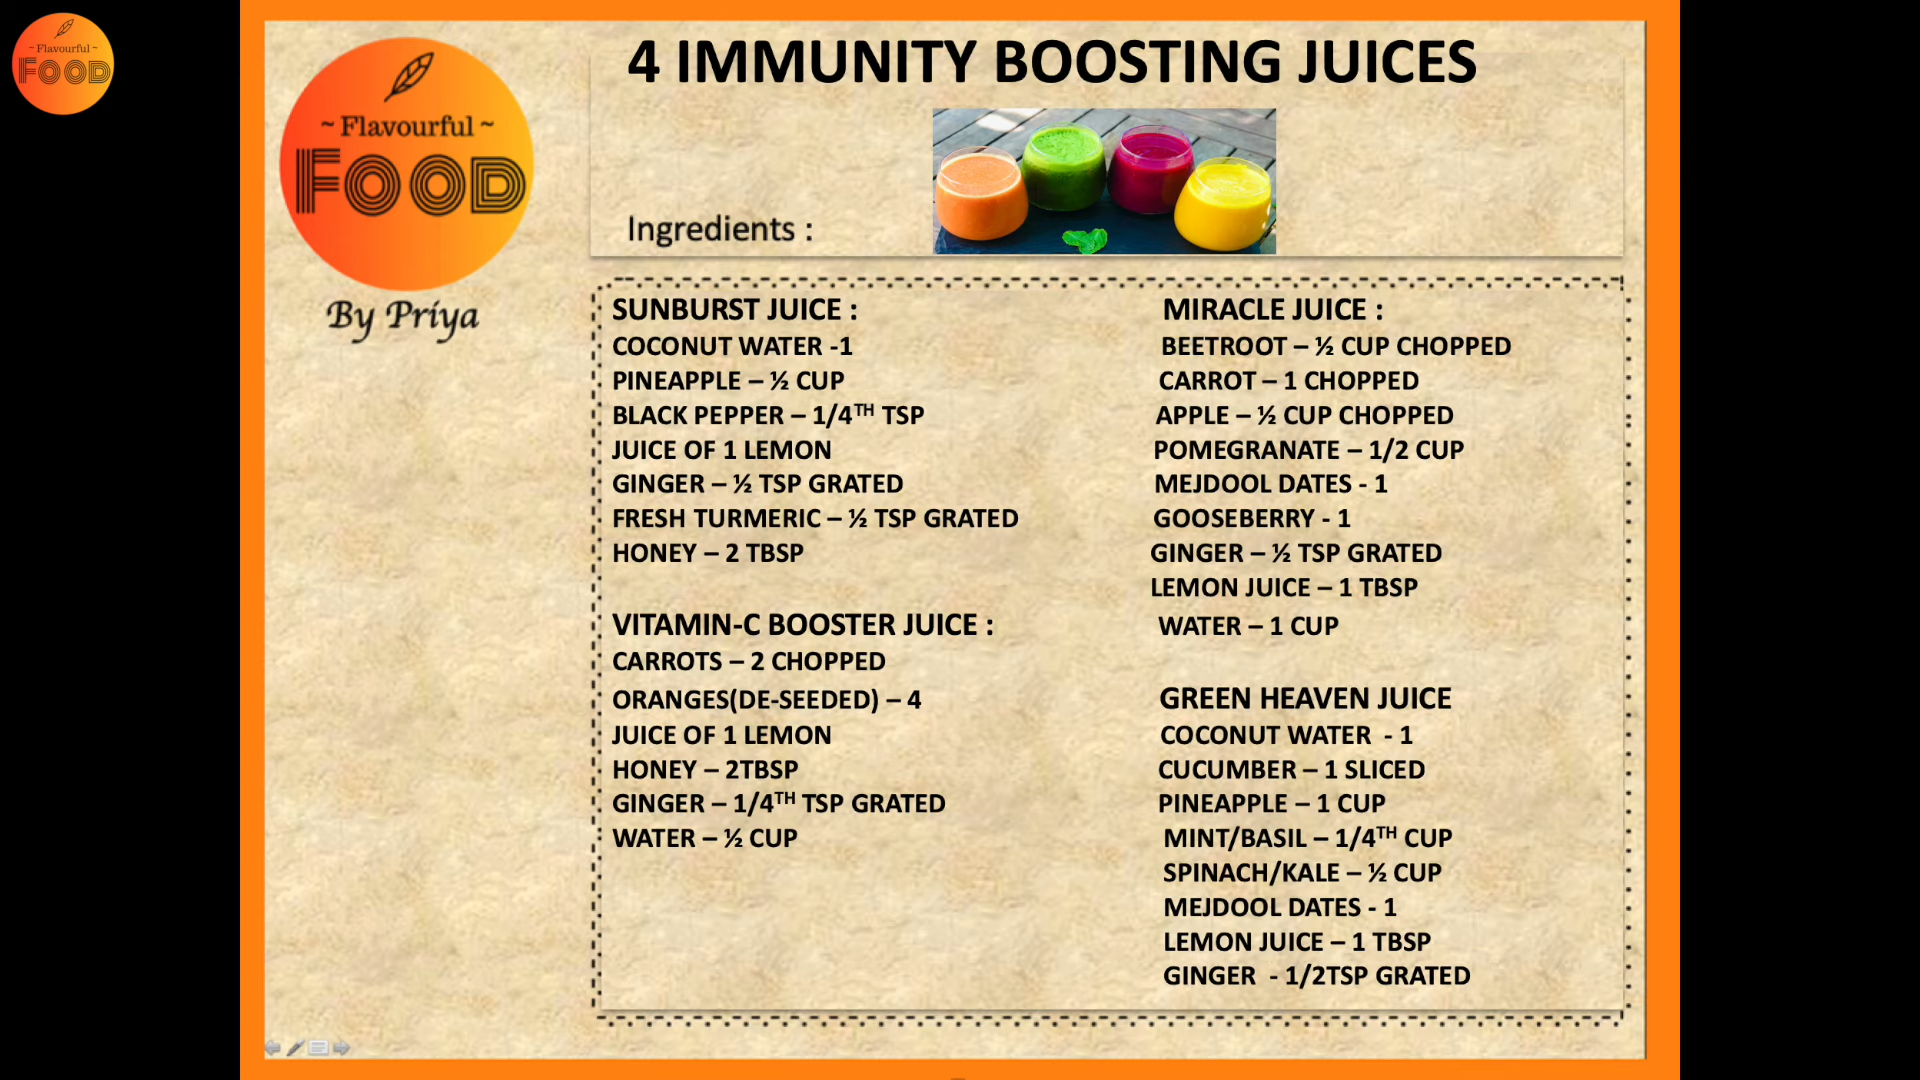 ~ Flavourful ~
FOOD
~ Flavourful ~
FOOD
By Priya
4 IMMUNITY BOOSTING JUICES
Ingredients :
SUNBURST JUICE :
COCONUT WATER -1
PINEAPPLE – ½ CUP
BLACK PEPPER – 1/4TH TSP
JUICE OF 1 LEMON
GINGER – ½ TSP GRATED
FRESH TURMERIC – ½ TSP GRATED
HONEY – 2 TBSP
VITAMIN-C BOOSTER JUICE :
CARROTS – 2 CHOPPED
ORANGES(DE-SEEDED) – 4
JUICE OF 1 LEMON
HONEY – 2TBSP
GINGER – 1/4TH TSP GRATED
WATER – ½ CUP
MIRACLE JUICE :
BEETROOT – ½ CUP CHOPPED
CARROT – 1 CHOPPED
APPLE – ½ CUP CHOPPED
POMEGRANATE – 1/2 CUP
MEJDOOL DATES - 1
GOOSEBERRY - 1
GINGER – ½ TSP GRATED
LEMON JUICE – 1 TBSP
WATER – 1 CUP
GREEN HEAVEN JUICE
COCONUT WATER - 1
CUCUMBER – 1 SLICED
PINEAPPLE – 1 CUP
MINT/BASIL – 1/4TH CUP
SPINACH/KALE – ½ CUP
MEJDOOL DATES - 1
LEMON JUICE – 1 TBSP
GINGER - 1/2TSP GRATED